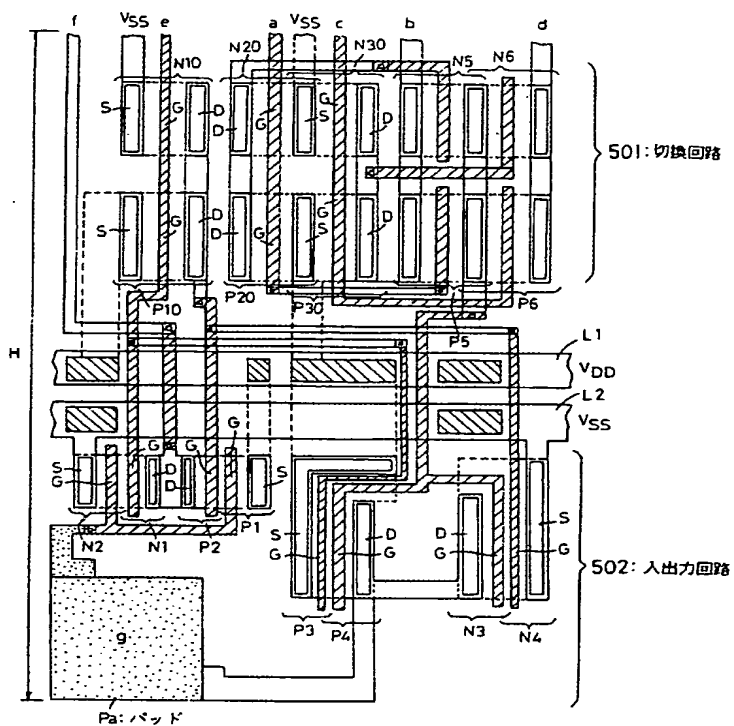 f VSS e a VSS c b d
N10 N20 N30 N5 N6
S G D D G S G D
501:切換回路
S G D D G S G D
P10 P20 P30 P5 P6
H
L1
VDD
L2
VSS
S G G D D G G S
N2 N1 P2 P1
S G G D D G G S
502:入出力回路
P3 P4 N3 N4
g
Pa:パッド